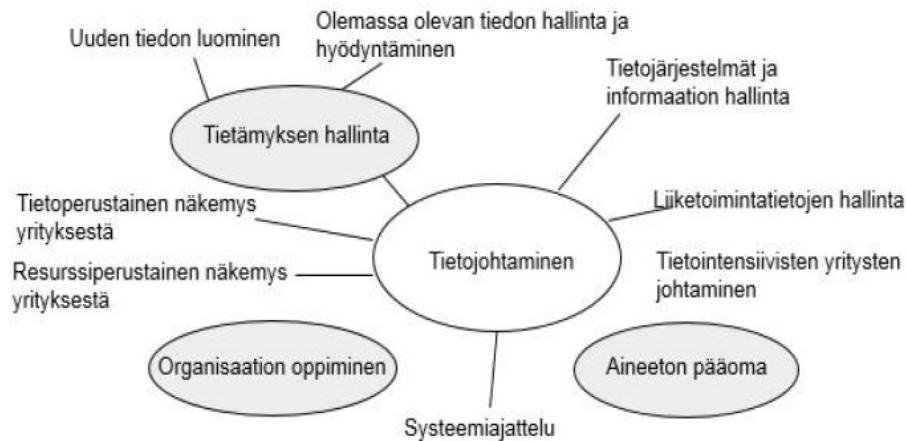 Uuden tiedon luominen
Olemassa olevan tiedon hallinta ja
hyödyntäminen
Tietojärjestelmät ja
informaation hallinta
Tietämyksen hallinta
Tietoperustainen näkemys
yrityksestä
Liiketoimintatietojen hallinta
Resurssiperustainen näkemys
yrityksestä
Tietojohtaminen
Tietointensiivisten yritysten
johtaminen
Organisaation oppiminen
Aineeton pääoma
Systeemiajattelu